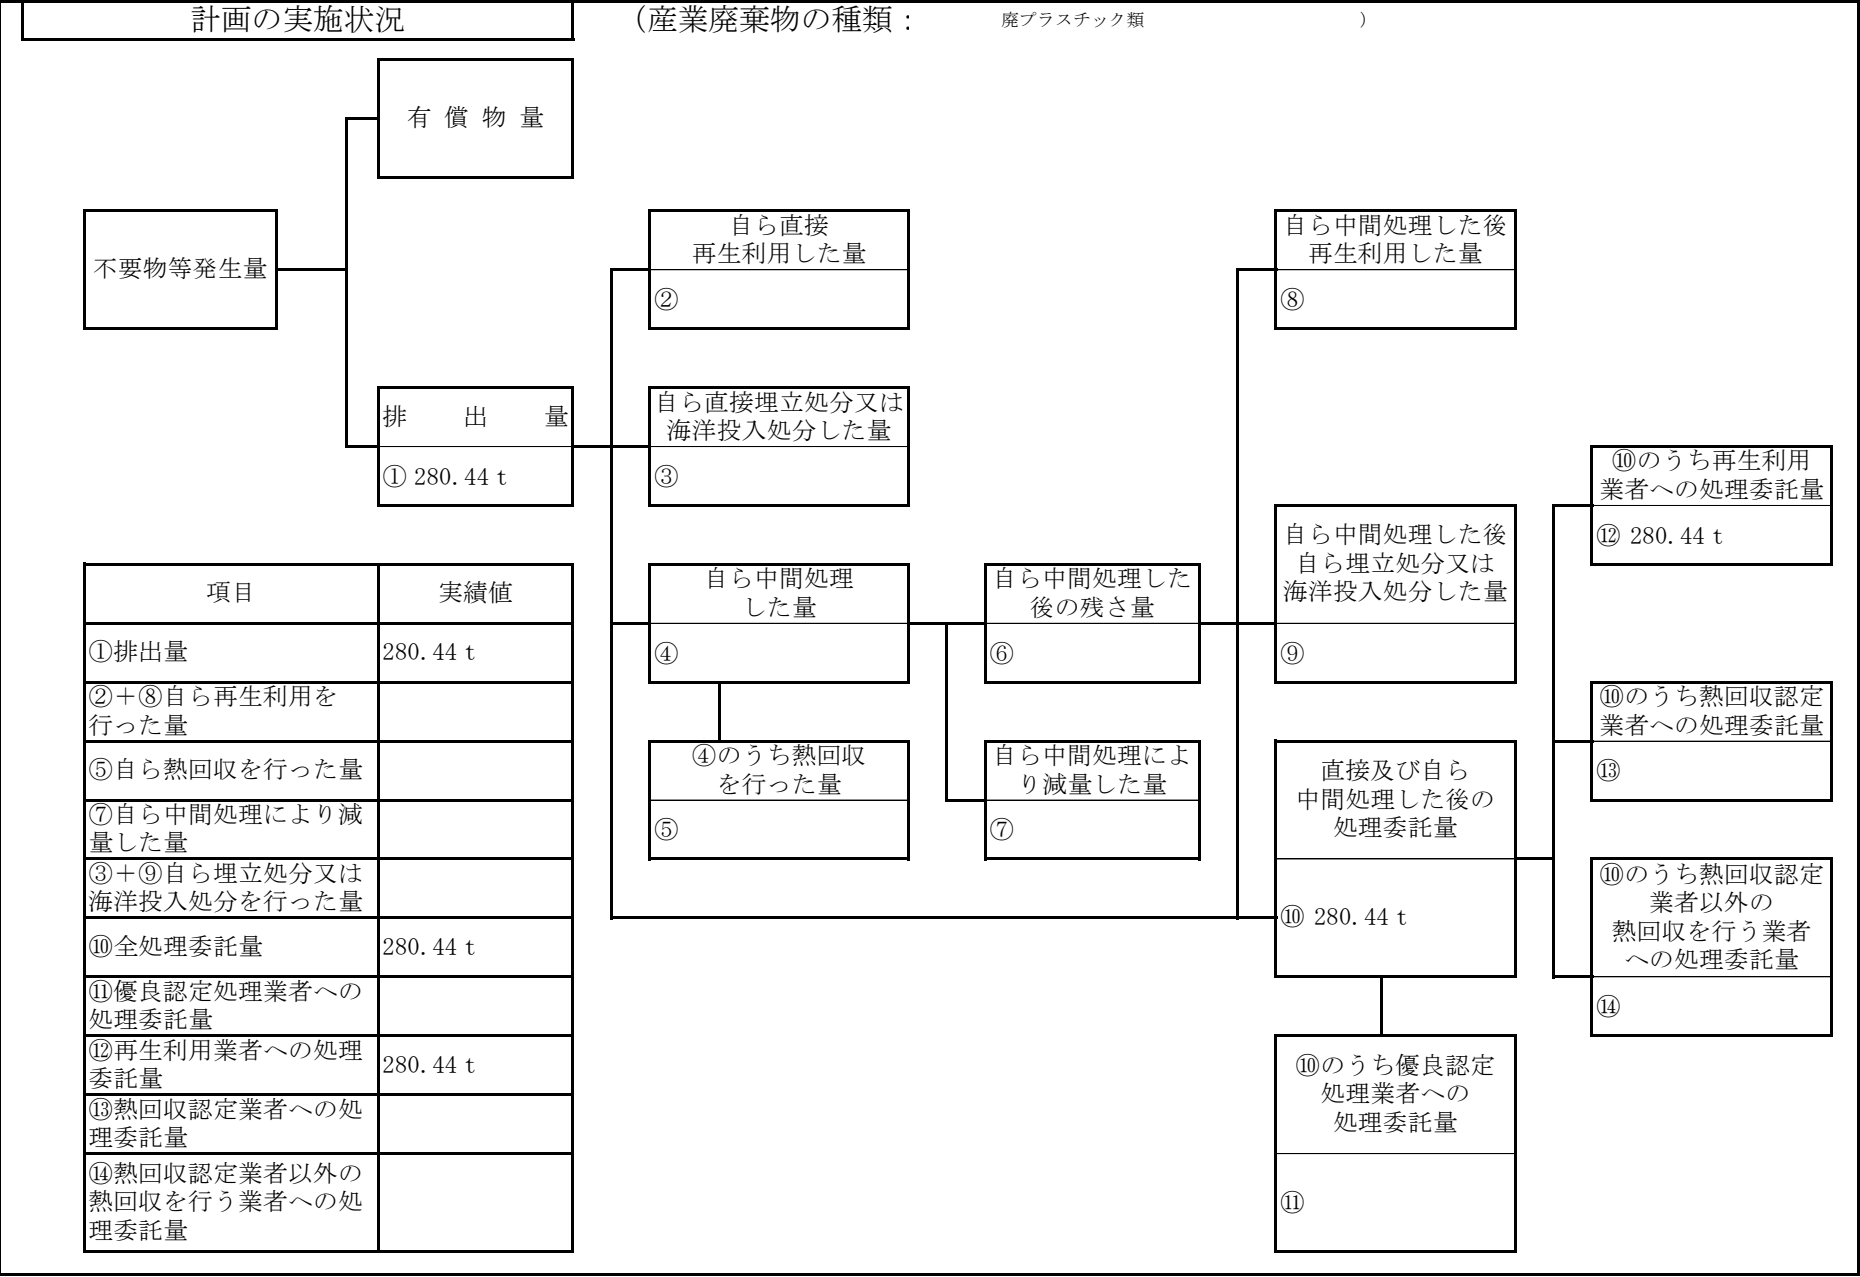 計画の実施状況
（産業廃棄物の種類： 廃プラスチック類 ）
有 償 物 量
不要物等発生量
自ら直接
再生利用した量
②
自ら中間処理した後
再生利用した量
⑧
排 出 量
① 280.44 t
自ら直接埋立処分又は
海洋投入処分した量
③
⑩のうち再生利用
業者への処理委託量
⑫ 280.44 t
自ら中間処理した後
自ら埋立処分又は
海洋投入処分した量
⑨
自ら中間処理
した量
④
自ら中間処理した
後の残さ量
⑥
④のうち熱回収
を行った量
⑤
自ら中間処理によ
り減量した量
⑦
直接及び自ら
中間処理した後の
処理委託量
⑩ 280.44 t
⑩のうち熱回収認定
業者への処理委託量
⑬
⑩のうち熱回収認定
業者以外の
熱回収を行う業者
への処理委託量
⑭
⑩のうち優良認定
処理業者への
処理委託量
⑪
項目 実績値
①排出量 280.44 t
②＋⑧自ら再生利用を
行った量
⑤自ら熱回収を行った量
⑦自ら中間処理により減
量した量
③＋⑨自ら埋立処分又は
海洋投入処分を行った量
⑩全処理委託量 280.44 t
⑪優良認定処理業者への
処理委託量
⑫再生利用業者への処理
委託量 280.44 t
⑬熱回収認定業者への処
理委託量
⑭熱回収認定業者以外の
熱回収を行う業者への処
理委託量